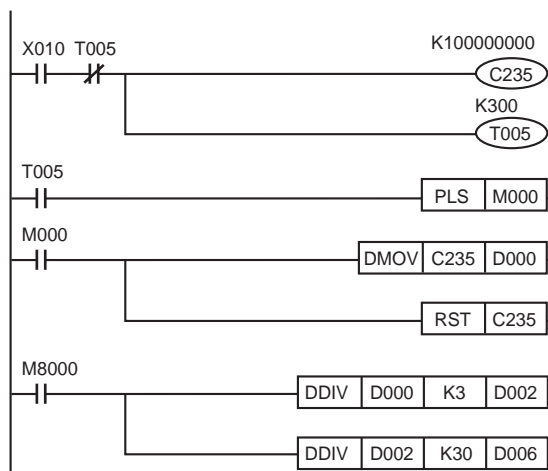 X010 T005 K100000000
C235
K300
T005
T005
PLS M000
M000
DMOV C235 D000
RST C235
M8000
DDIV D000 K3 D002
DDIV D002 K30 D006